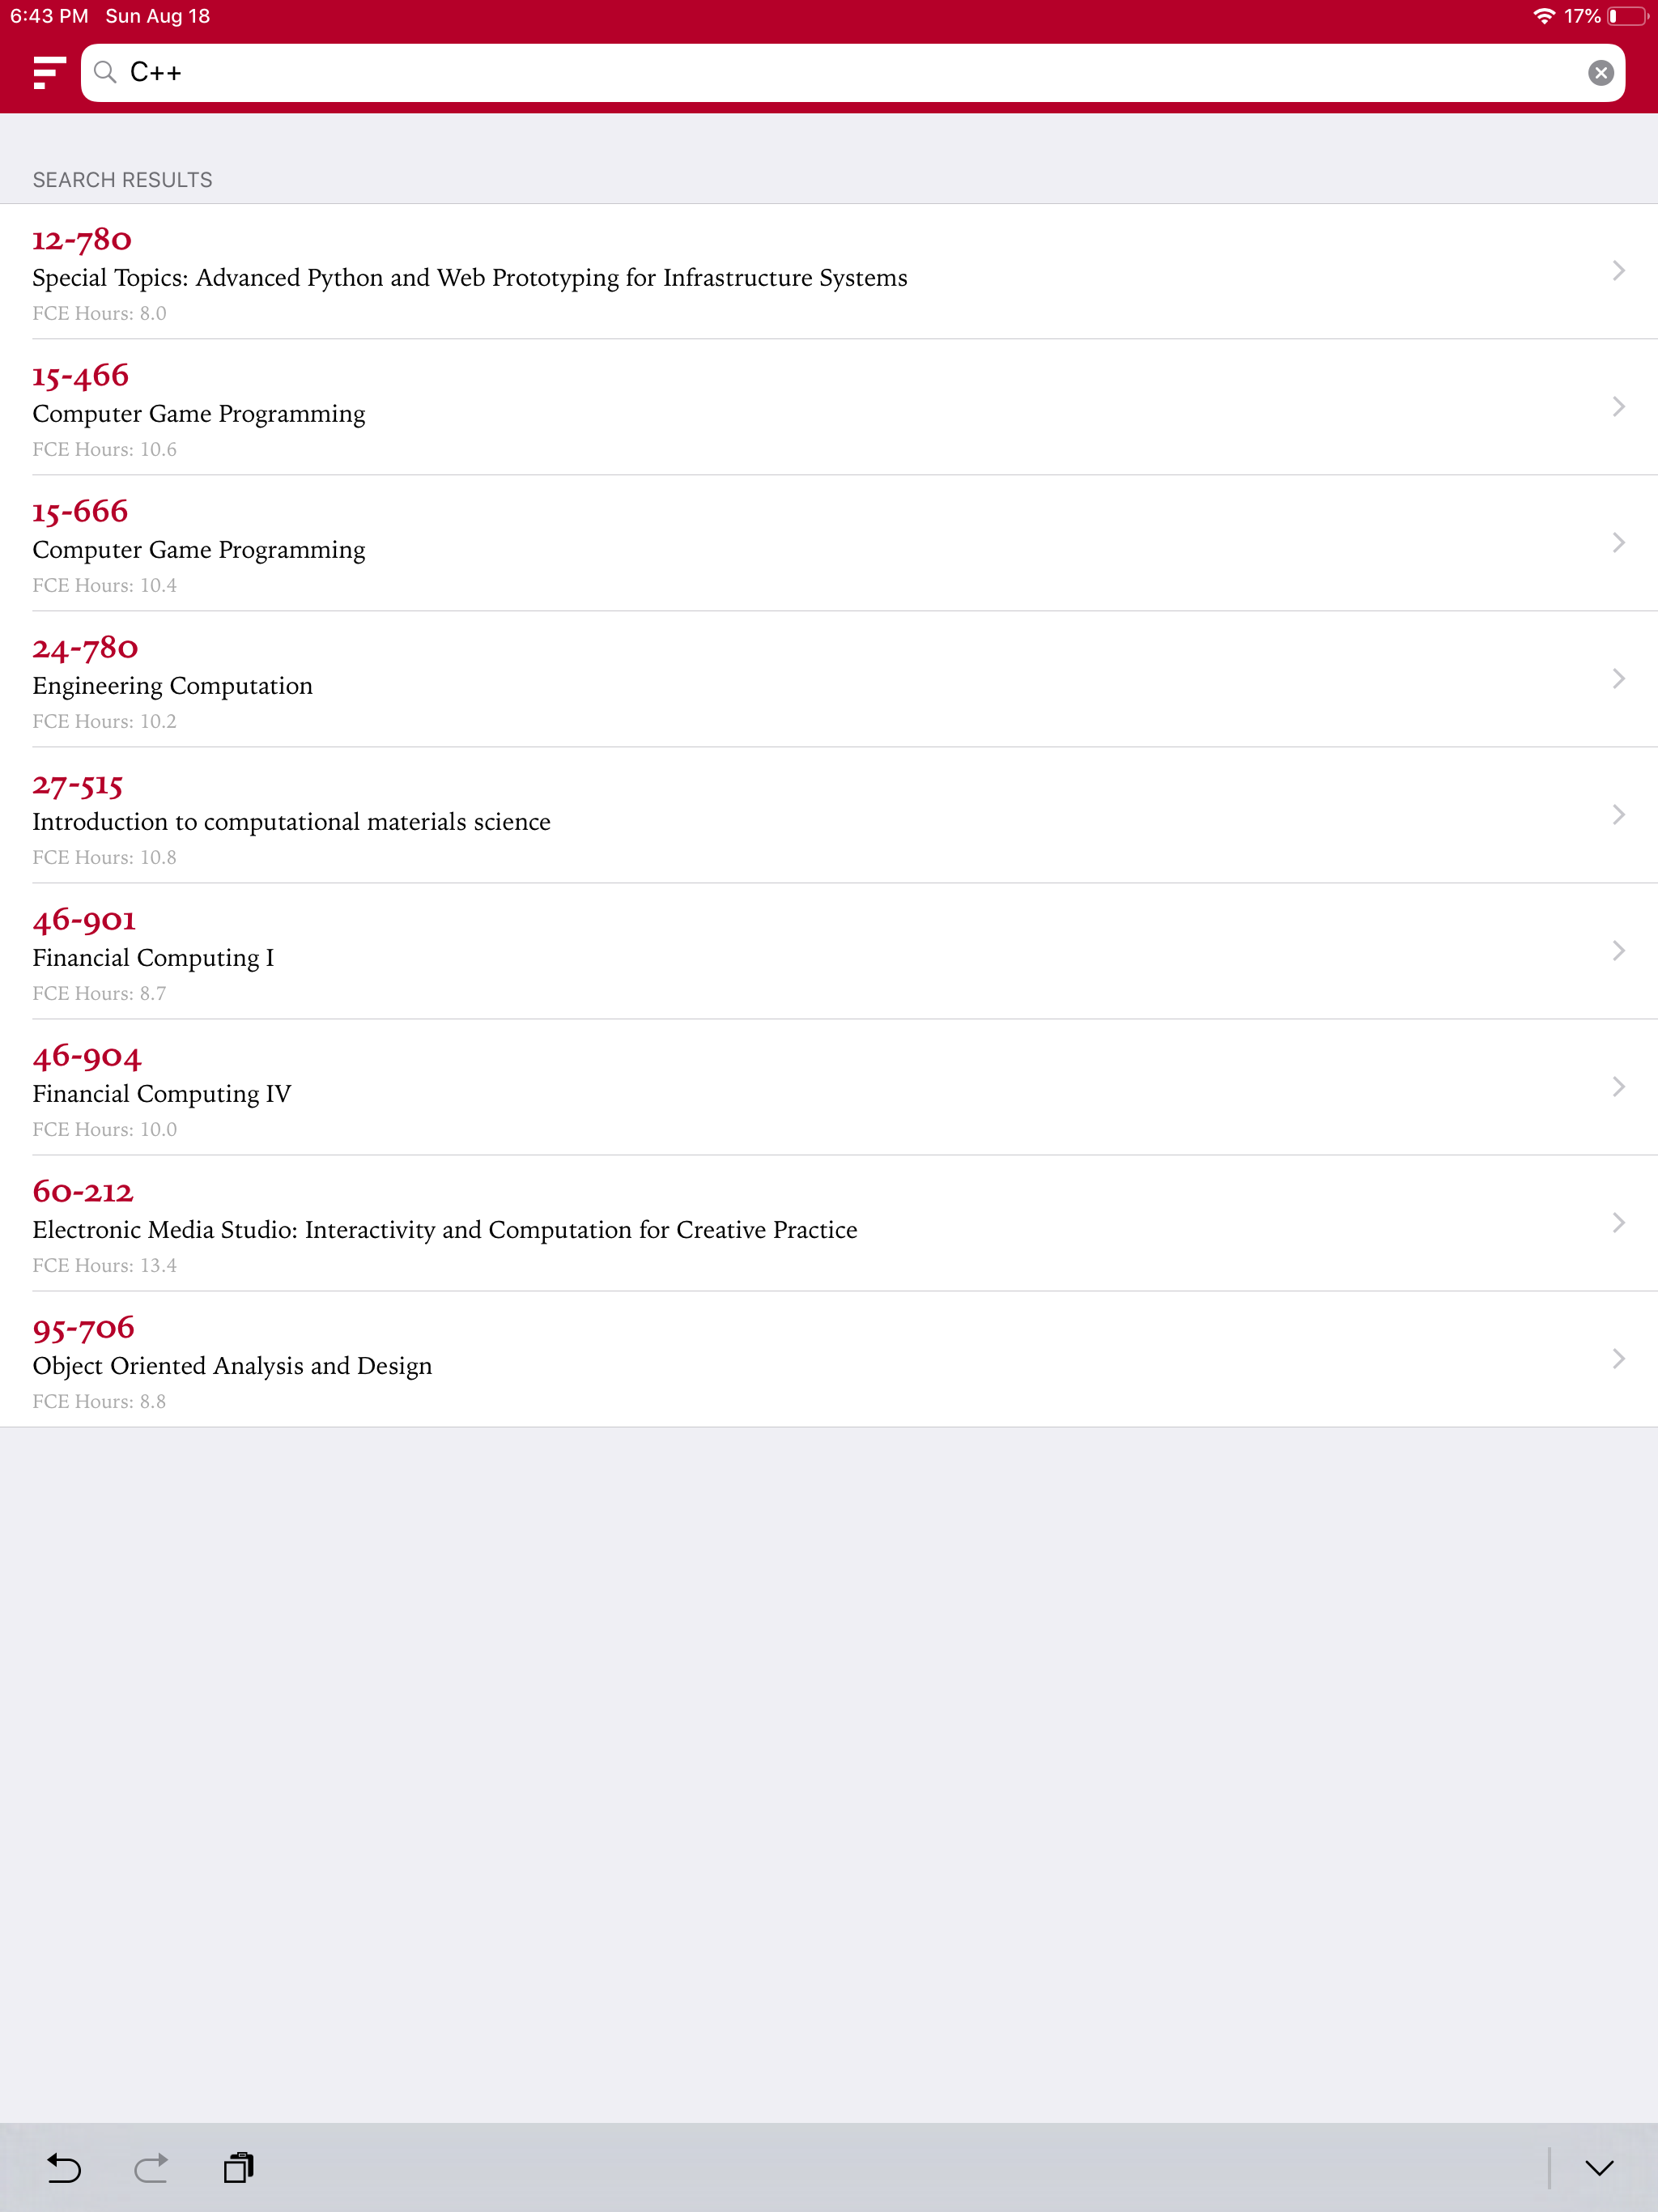 6:43 PM Sun Aug 18 17%
C++
SEARCH RESULTS
12-780
Special Topics: Advanced Python and Web Prototyping for Infrastructure Systems
FCE Hours: 8.0
15-466
Computer Game Programming
FCE Hours: 10.6
15-666
Computer Game Programming
FCE Hours: 10.4
24-780
Engineering Computation
FCE Hours: 10.2
27-515
Introduction to computational materials science
FCE Hours: 10.8
46-901
Financial Computing I
FCE Hours: 8.7
46-904
Financial Computing IV
FCE Hours: 10.0
60-212
Electronic Media Studio: Interactivity and Computation for Creative Practice
FCE Hours: 13.4
95-706
Object Oriented Analysis and Design
FCE Hours: 8.8